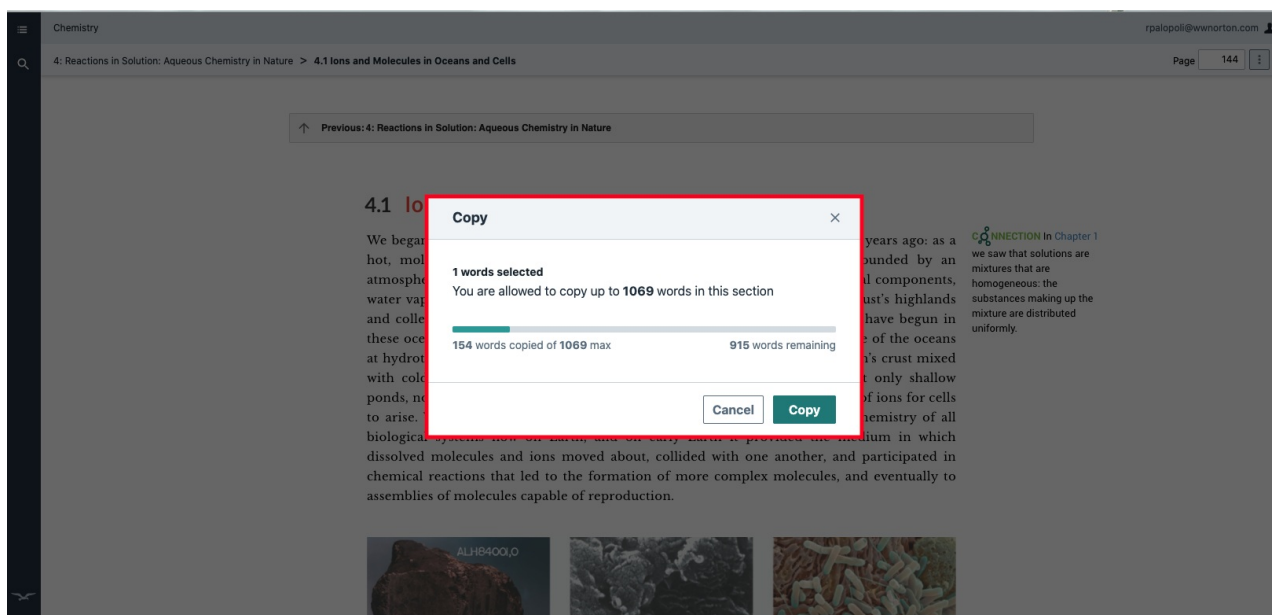 Chemistry
rpalopoli@wwnorton.com
4: Reactions in Solution: Aqueous Chemistry in Nature > 4.1 Ions and Molecules in Oceans and Cells
Page 144
Previous: 4: Reactions in Solution: Aqueous Chemistry in Nature
4.1 Io
Copy
1 words selected
You are allowed to copy up to 1069 words in this section
154 words copied of 1069 max
915 words remaining
Cancel
Copy
We began years ago: as a
hot, mol ounded by an
atmosphe l components,
water vap ust's highlands
and colle have begun in
these oce e of the oceans
at hydrot 's crust mixed
with cold t only shallow
ponds, no of ions for cells
to arise. hemistry of all
biological systems now on Earth, and on early Earth it provided the medium in which
dissolved molecules and ions moved about, collided with one another, and participated in
chemical reactions that led to the formation of more complex molecules, and eventually to
assemblies of molecules capable of reproduction.
CONNECTION In Chapter 1
we saw that solutions are
mixtures that are
homogeneous: the
substances making up the
mixture are distributed
uniformly.
ALH84001,0